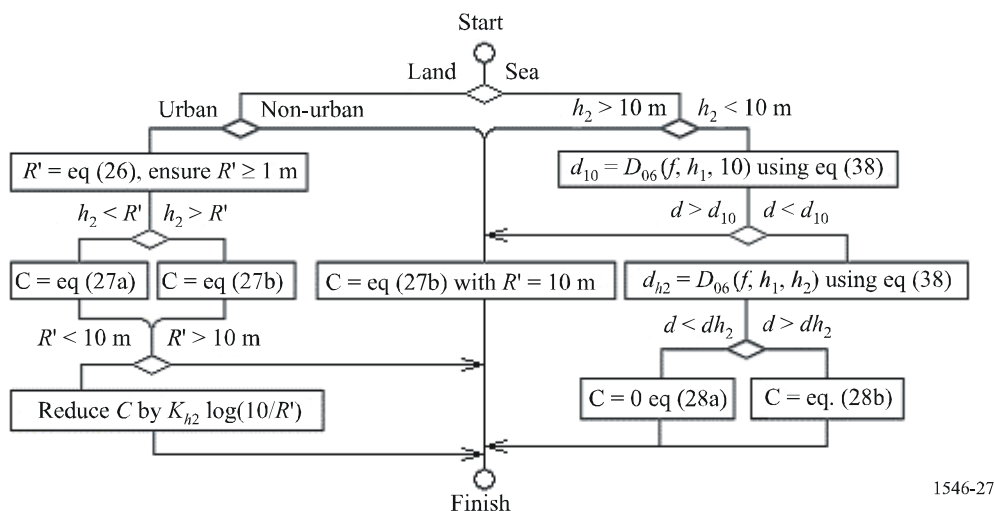 Start
Land Sea
Urban Non-urban h₂ > 10 m h₂ < 10 m
R' = eq (26), ensure R' ≥ 1 m
d₁₀ = D₀₆ (f, h₁, 10) using eq (38)
h₂ < R' h₂ > R'
d > d₁₀ d < d₁₀
C = eq (27a) C = eq (27b) C = eq (27b) with R' = 10 m dₕ₂ = D₀₆ (f, h₁, h₂) using eq (38)
R' < 10 m R' > 10 m
d < dh₂ d > dh₂
Reduce C by Kₕ₂ log(10/R')
C = 0 eq (28a) C = eq. (28b)
Finish
1546-27